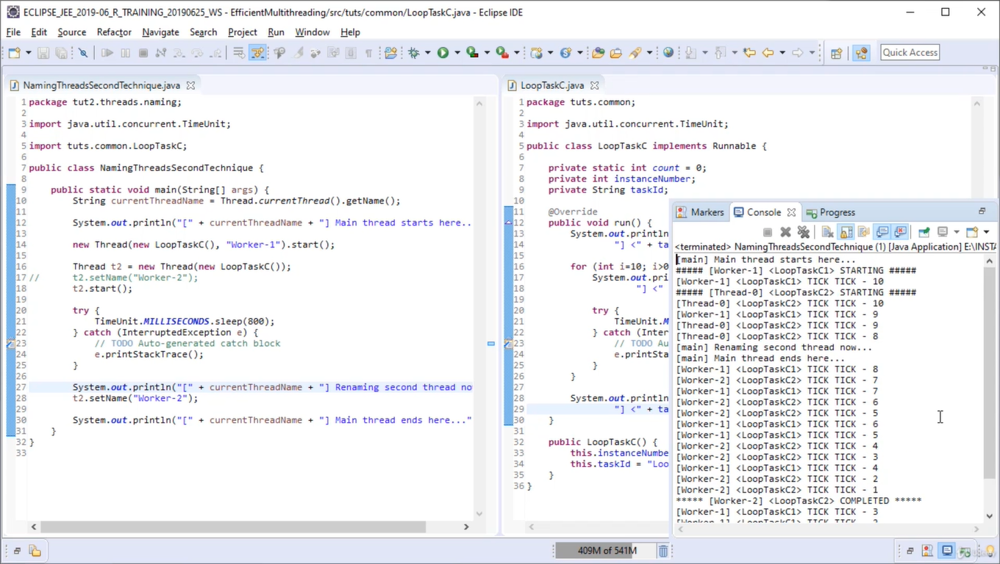 ECLIPSE_JEE_2019-06_R_TRAINING_20190625_WS - EfficientMultithreading/src/tuts/common/LoopTaskC.java - Eclipse IDE
File Edit Source Refactor Navigate Search Project Run Window Help
Quick Access
NamingThreadsSecondTechnique.java
1 package tut2.threads.naming;
2
3 import java.util.concurrent.TimeUnit;
4
5 import tuts.common.LoopTaskC;
6
7 public class NamingThreadsSecondTechnique {
8
9 public static void main(String[] args) {
10 String currentThreadName = Thread.currentThread().getName();
11
12 System.out.println("[" + currentThreadName + "] Main thread starts here..
13
14 new Thread(new LoopTaskC(), "Worker-1").start();
15
16 Thread t2 = new Thread(new LoopTaskC());
17 // t2.setName("Worker-2");
18 t2.start();
19
20 try {
21 TimeUnit.MILLISECONDS.sleep(800);
22 } catch (InterruptedException e) {
23 // TODO Auto-generated catch block
24 e.printStackTrace();
25 }
26
27 System.out.println("[" + currentThreadName + "] Renaming second thread no
28 t2.setName("Worker-2");
29
30 System.out.println("[" + currentThreadName + "] Main thread ends here..."
31 }
32 }
33
LoopTaskC.java
1 package tuts.common;
2
3 import java.util.concurrent.TimeUnit;
4
5 public class LoopTaskC implements Runnable {
6
7 private static int count = 0;
8 private int instanceNumber;
9 private String taskId;
10
11 @Override
12 public void run() {
13 System.out.println
14 "] <" + ta
15
16 for (int i=10; i>0
17 System.out.pri
18 "] <"
19
20 try {
21 TimeUnit.M
22 } catch (Inter
23 // TODO Au
24 e.printSta
25 }
26 }
27
28 System.out.println
29 "] <" + ta
30 }
31
32 public LoopTaskC() {
33 this.instanceNumbe
34 this.taskId = "Loo
35 }
36 }
Markers Console Progress
<terminated> NamingThreadsSecondTechnique (1) [Java Application] E:\INSTA
[main] Main thread starts here...
##### [Worker-1] <LoopTaskC1> STARTING #####
[Worker-1] <LoopTaskC1> TICK TICK - 10
##### [Thread-0] <LoopTaskC2> STARTING #####
[Thread-0] <LoopTaskC2> TICK TICK - 10
[Worker-1] <LoopTaskC1> TICK TICK - 9
[Thread-0] <LoopTaskC2> TICK TICK - 9
[Thread-0] <LoopTaskC2> TICK TICK - 8
[main] Renaming second thread now...
[main] Main thread ends here...
[Worker-1] <LoopTaskC1> TICK TICK - 8
[Worker-2] <LoopTaskC2> TICK TICK - 7
[Worker-1] <LoopTaskC1> TICK TICK - 7
[Worker-2] <LoopTaskC2> TICK TICK - 6
[Worker-2] <LoopTaskC2> TICK TICK - 5
[Worker-1] <LoopTaskC1> TICK TICK - 6
[Worker-1] <LoopTaskC1> TICK TICK - 5
[Worker-2] <LoopTaskC2> TICK TICK - 4
[Worker-2] <LoopTaskC2> TICK TICK - 3
[Worker-1] <LoopTaskC1> TICK TICK - 4
[Worker-2] <LoopTaskC2> TICK TICK - 2
[Worker-2] <LoopTaskC2> TICK TICK - 1
***** [Worker-2] <LoopTaskC2> COMPLETED *****
[Worker-1] <LoopTaskC1> TICK TICK - 3
[Worker-1] <LoopTaskC1> TICK TICK - 2
409M of 541M